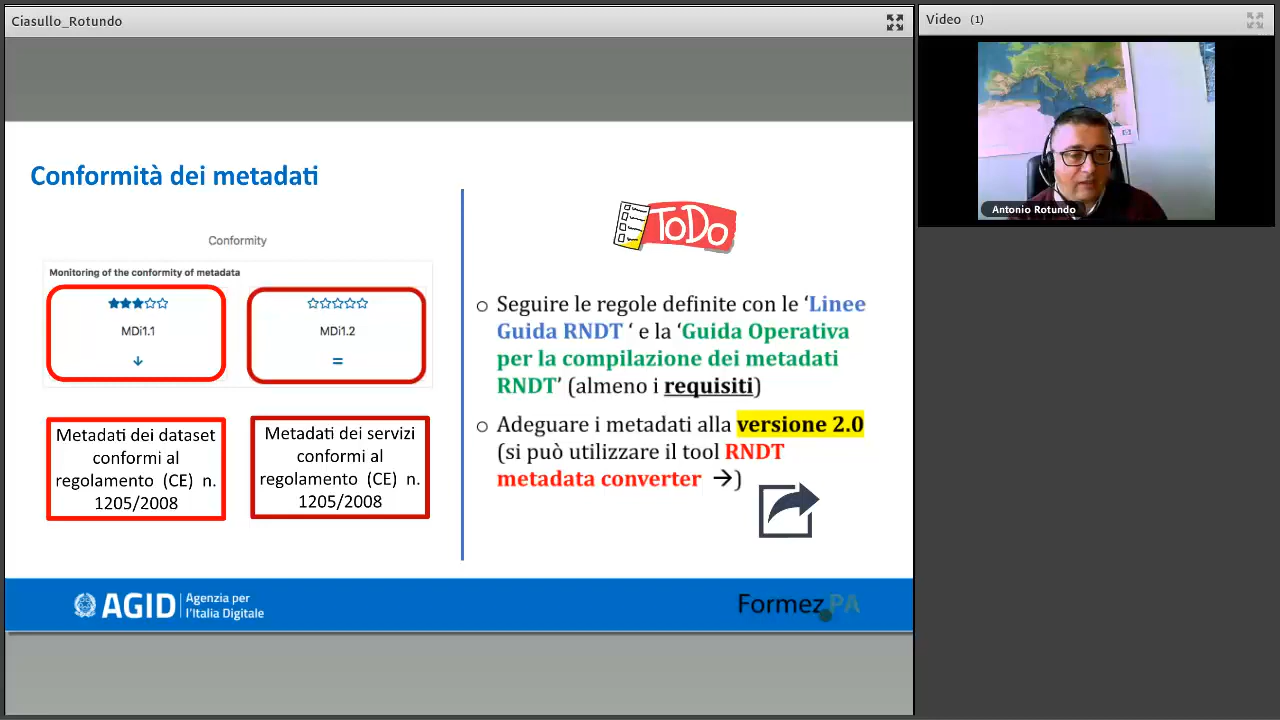 Ciasullo_Rotundo
Video (1)
Antonio Rotundo
Conformità dei metadati
Conformity
Monitoring of the conformity of metadata
MDi1.1
MDi1.2
↓
=
Metadati dei dataset
conformi al
regolamento (CE) n.
1205/2008
Metadati dei servizi
conformi al
regolamento (CE) n.
1205/2008
ToDo
o Seguire le regole definite con le ‘Linee
Guida RNDT ‘ e la ‘Guida Operativa
per la compilazione dei metadati
RNDT’ (almeno i requisiti)
o Adeguare i metadati alla versione 2.0
(si può utilizzare il tool RNDT
metadata converter →)
AGID
Agenzia per
l’Italia Digitale
Formez PA